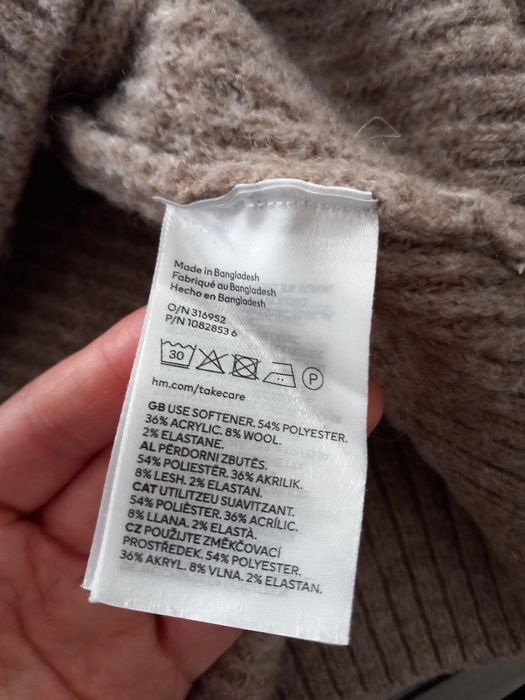 Made in Bangladesh
Fabriqué au Bangladesh
Hecho en Bangladesh
O/N 316952
P/N 1082853 6
30 P
hm.com/takecare
GB USE SOFTENER. 54% POLYESTER.
36% ACRYLIC. 8% WOOL.
2% ELASTANE.
AL PËRDORNI ZBUTËS.
54% POLIESTËR. 36% AKRILIK.
8% LESH. 2% ELASTAN.
CAT UTILITZEU SUAVITZANT.
54% POLIÈSTER. 36% ACRÍLIC.
8% LLANA. 2% ELASTÀ.
CZ POUŽIJTE ZMĚKČOVACÍ
PROSTŘEDEK. 54% POLYESTER.
36% AKRYL. 8% VLNA. 2% ELASTAN.